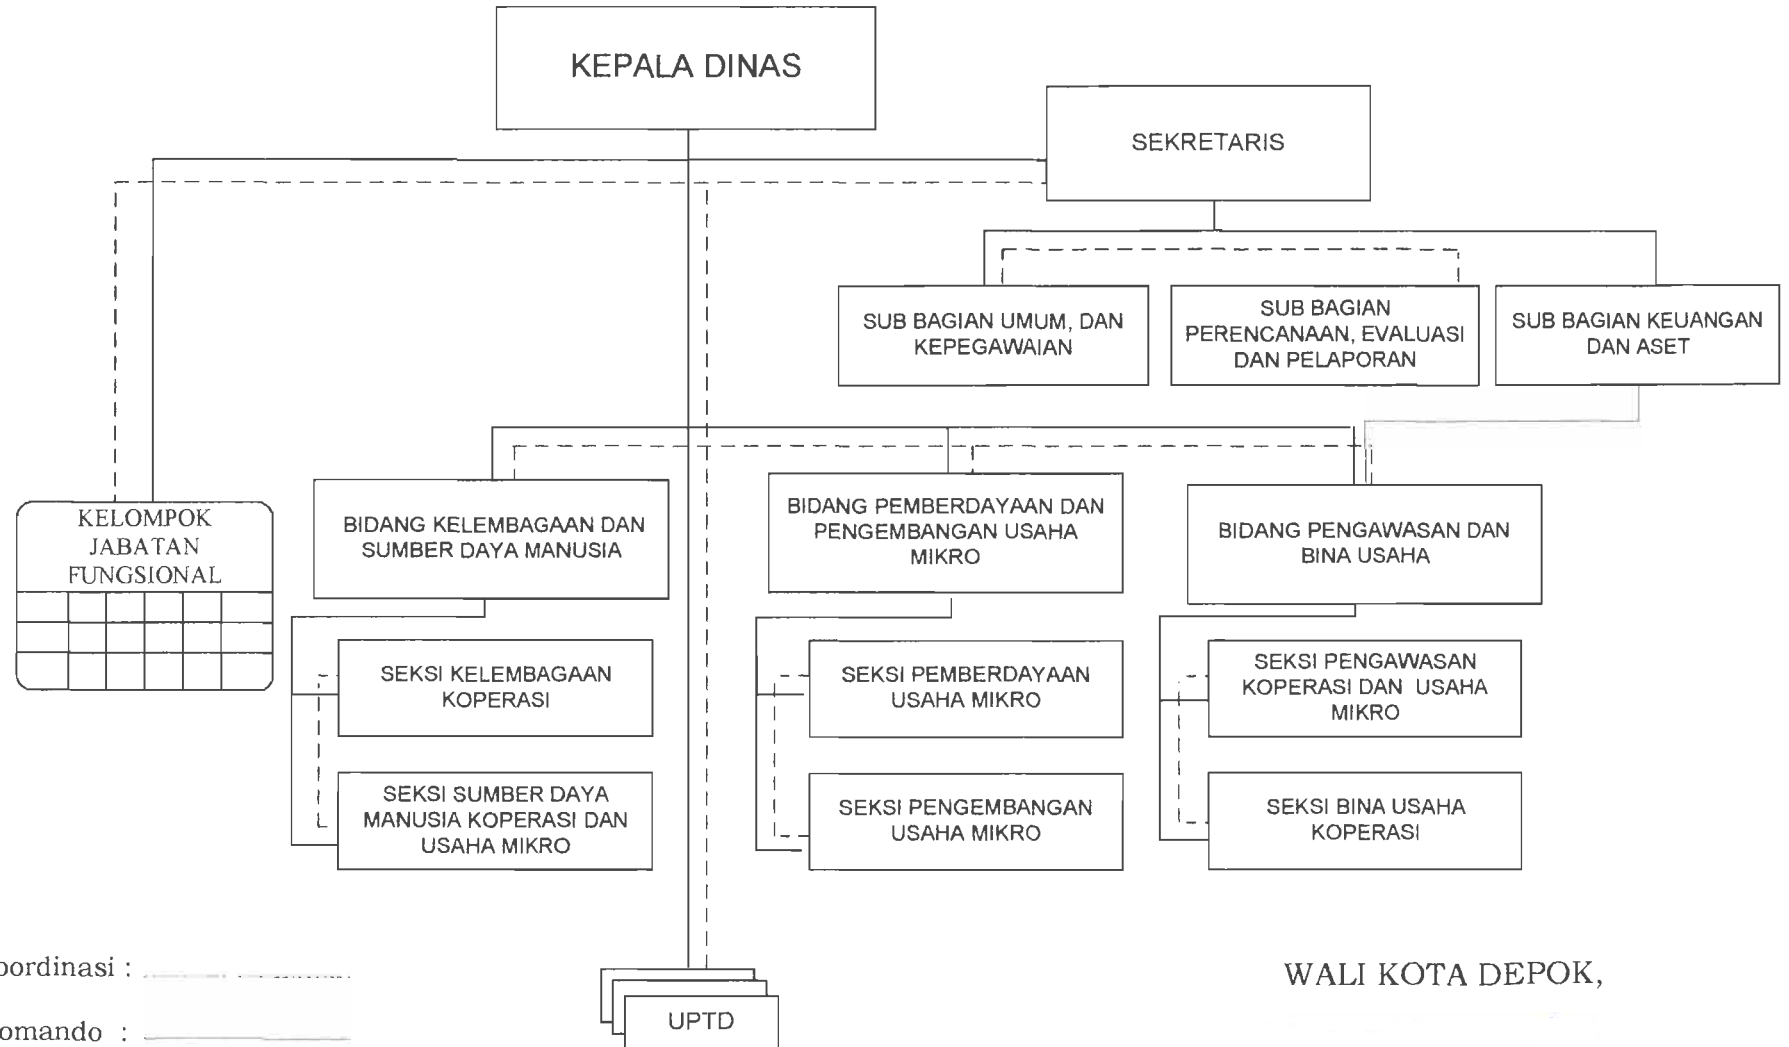 KEPALA DINAS
SEKRETARIS
SUB BAGIAN UMUM, DAN
KEPEGAWAIAN
SUB BAGIAN
PERENCANAAN, EVALUASI
DAN PELAPORAN
SUB BAGIAN KEUANGAN
DAN ASET
KELOMPOK
JABATAN
FUNGSIONAL
BIDANG KELEMBAGAAN DAN
SUMBER DAYA MANUSIA
BIDANG PEMBERDAYAAN DAN
PENGEMBANGAN USAHA
MIKRO
BIDANG PENGAWASAN DAN
BINA USAHA
SEKSI KELEMBAGAAN
KOPERASI
SEKSI PEMBERDAYAAN
USAHA MIKRO
SEKSI PENGAWASAN
KOPERASI DAN USAHA
MIKRO
SEKSI SUMBER DAYA
MANUSIA KOPERASI DAN
USAHA MIKRO
SEKSI PENGEMBANGAN
USAHA MIKRO
SEKSI BINA USAHA
KOPERASI
oordinasi :
omando :
UPTD
WALI KOTA DEPOK,